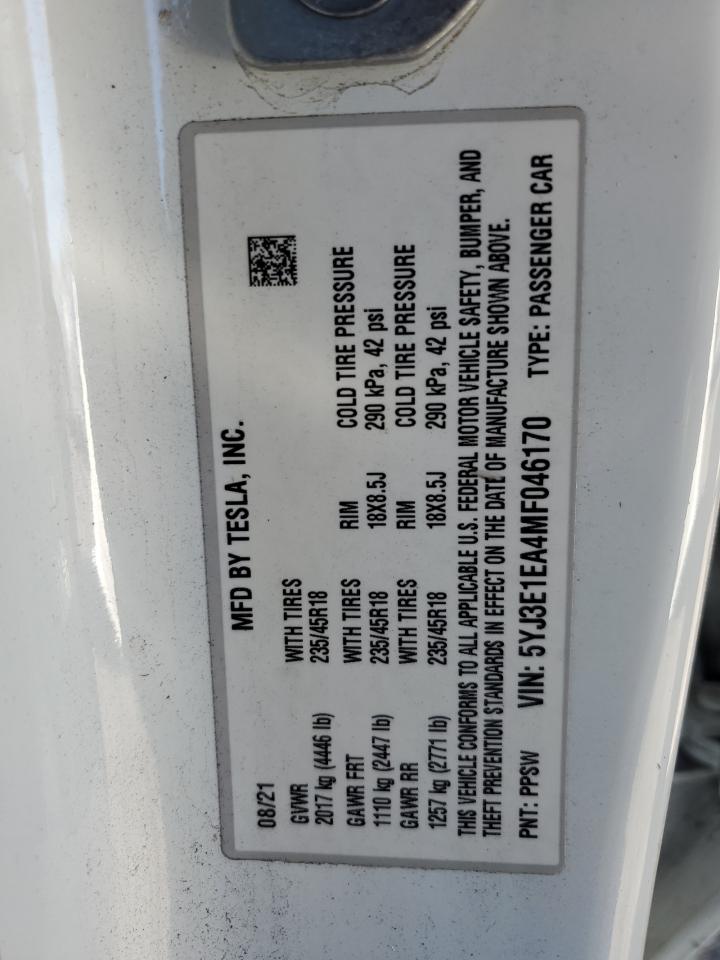 MFD BY TESLA, INC.
08/21
GVWR WITH TIRES
2017 kg (4446 lb) 235/45R18
GAWR FRT WITH TIRES RIM COLD TIRE PRESSURE
1110 kg (2447 lb) 235/45R18 18X8.5J 290 kPa, 42 psi
GAWR RR WITH TIRES RIM COLD TIRE PRESSURE
1257 kg (2771 lb) 235/45R18 18X8.5J 290 kPa, 42 psi
THIS VEHICLE CONFORMS TO ALL APPLICABLE U.S. FEDERAL MOTOR VEHICLE SAFETY, BUMPER, AND
THEFT PREVENTION STANDARDS IN EFFECT ON THE DATE OF MANUFACTURE SHOWN ABOVE.
PNT: PPSW VIN: 5YJ3E1EA4MF046170 TYPE: PASSENGER CAR